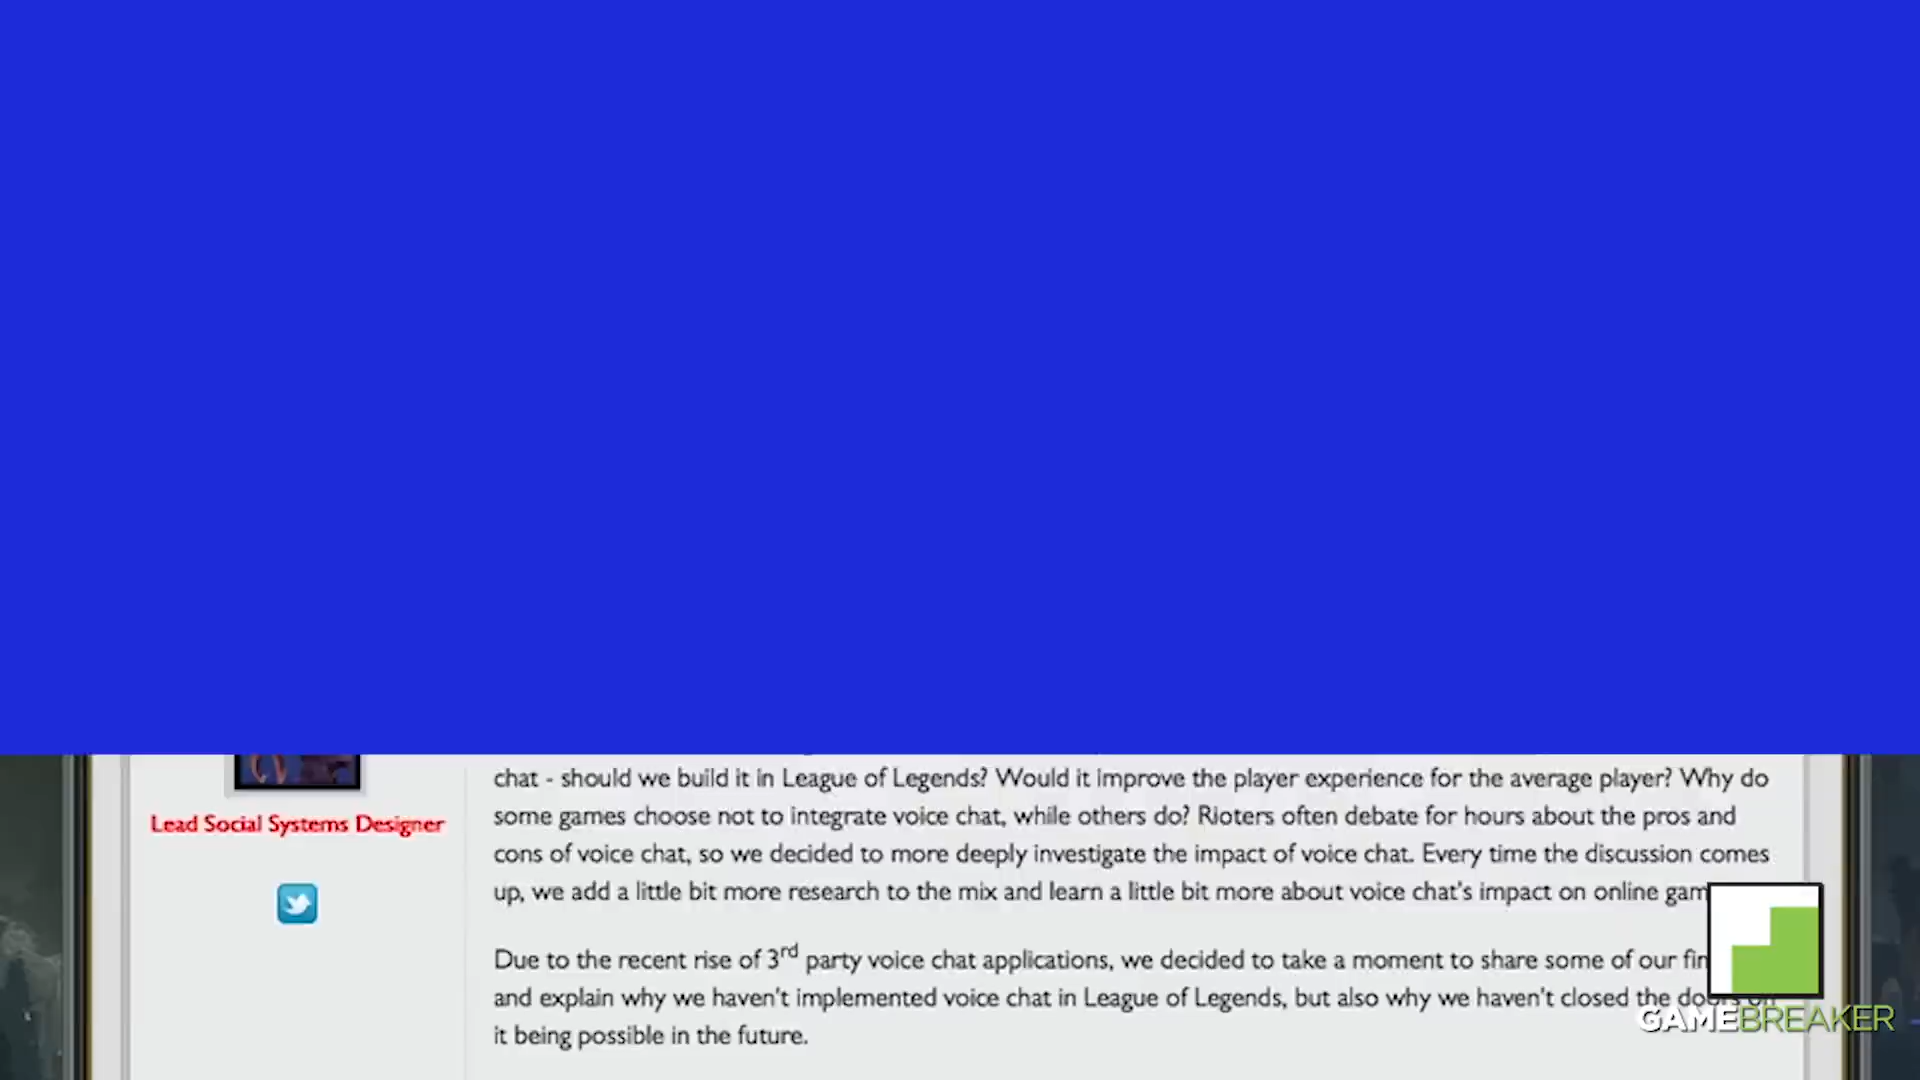 chat - should we build it in League of Legends? Would it improve the player experience for the average player? Why do
Lead Social Systems Designer
some games choose not to integrate voice chat, while others do? Rioters often debate for hours about the pros and
cons of voice chat, so we decided to more deeply investigate the impact of voice chat. Every time the discussion comes
up, we add a little bit more research to the mix and learn a little bit more about voice chat's impact on online
Due to the recent rise of 3rd party voice chat applications, we decided to take a moment to share some of our
and explain why we haven't implemented voice chat in League of Legends, but also why we haven't closed the doors on
it being possible in the future.
GAMEBREAKER